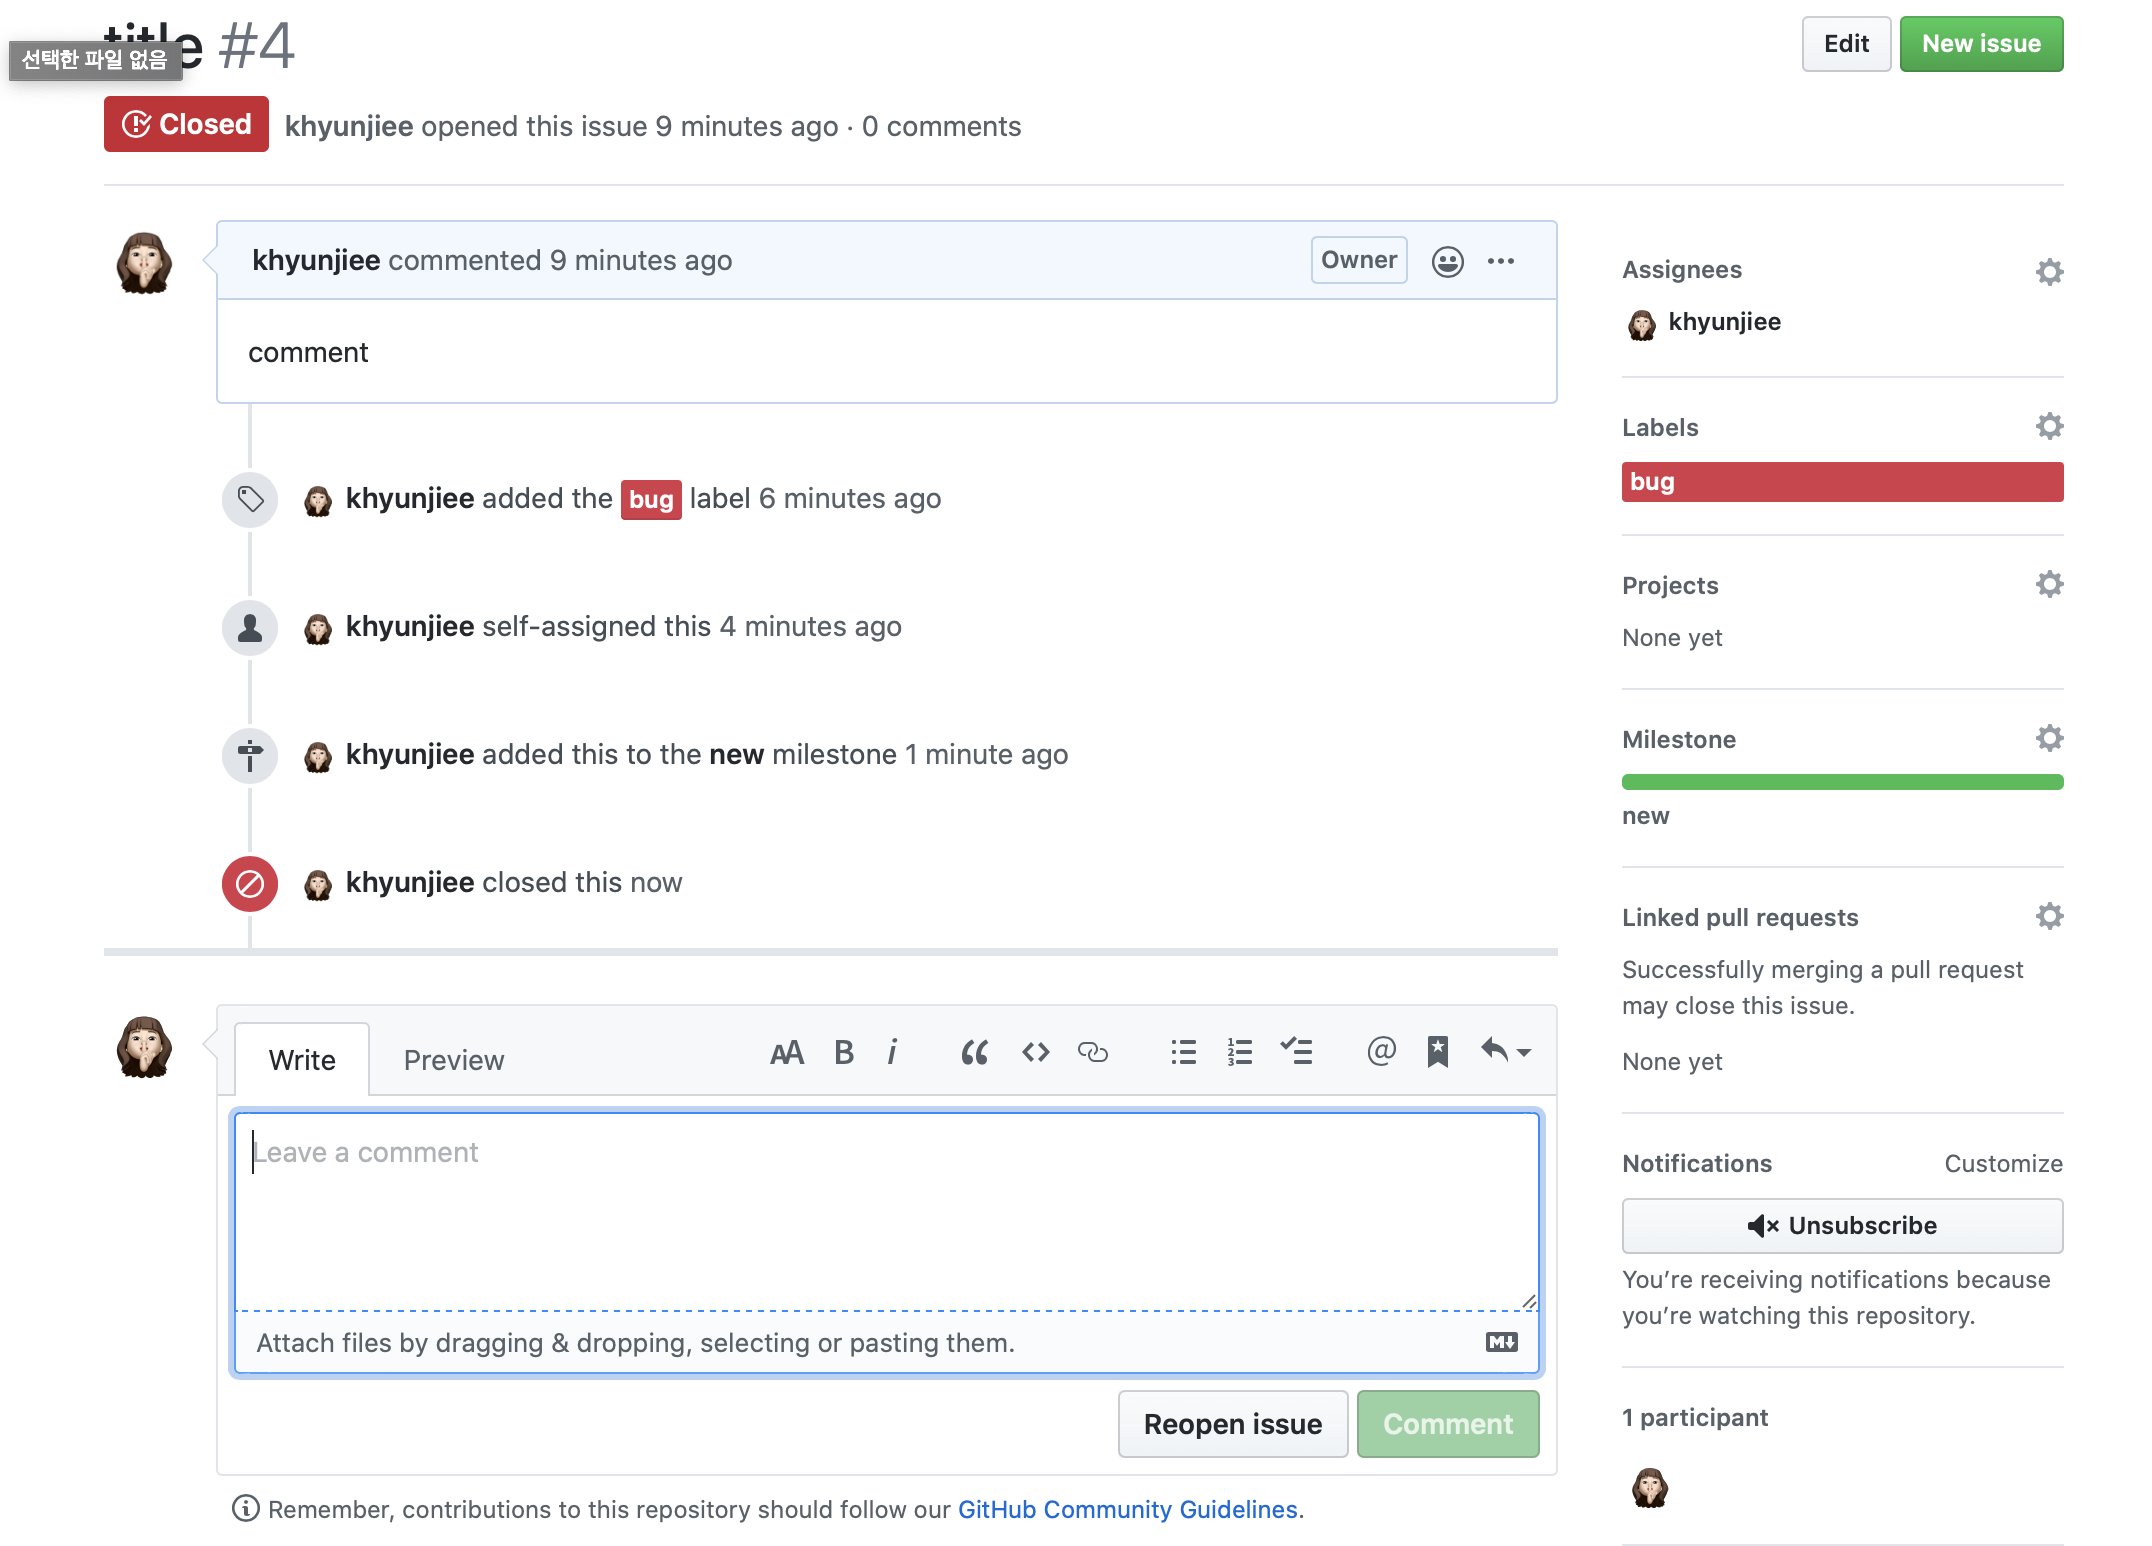 title #4
선택한 파일 없음
Edit
New issue
Closed
khyunjiee opened this issue 9 minutes ago · 0 comments
khyunjiee commented 9 minutes ago
Owner
comment
khyunjiee added the bug label 6 minutes ago
khyunjiee self-assigned this 4 minutes ago
khyunjiee added this to the new milestone 1 minute ago
khyunjiee closed this now
Write
Preview
AA B i
Leave a comment
Attach files by dragging & dropping, selecting or pasting them.
M
Reopen issue
Comment
Remember, contributions to this repository should follow our GitHub Community Guidelines.
Assignees
khyunjiee
Labels
bug
Projects
None yet
Milestone
new
Linked pull requests
Successfully merging a pull request
may close this issue.
None yet
Notifications
Customize
Unsubscribe
You’re receiving notifications because
you’re watching this repository.
1 participant